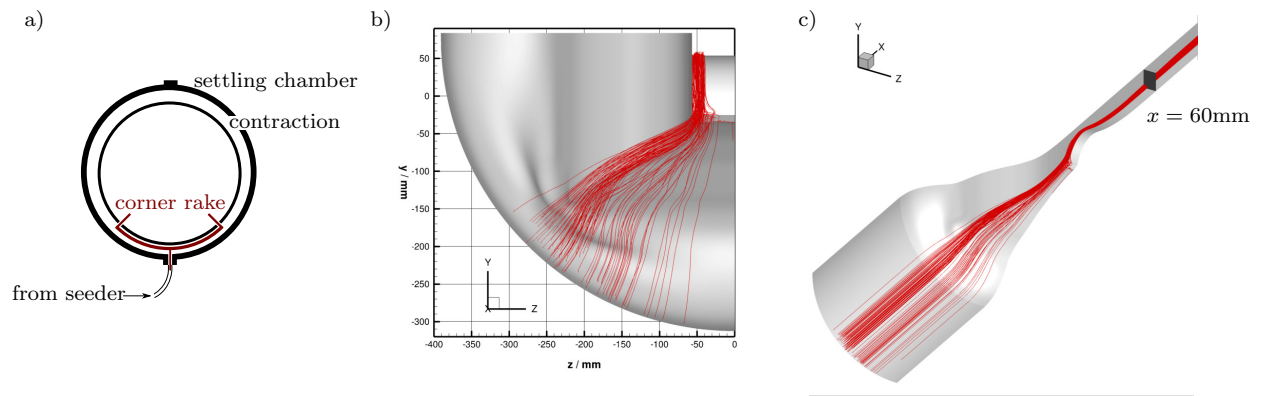 a)
settling chamber
contraction
corner rake
from seeder
b)
50
0
-50
-100
-150
-200
-250
-300
y / mm
Y
X
Z
-400
-350
-300
-250
-200
-150
-100
-50
0
z / mm
c)
Y
X
Z
x = 60mm